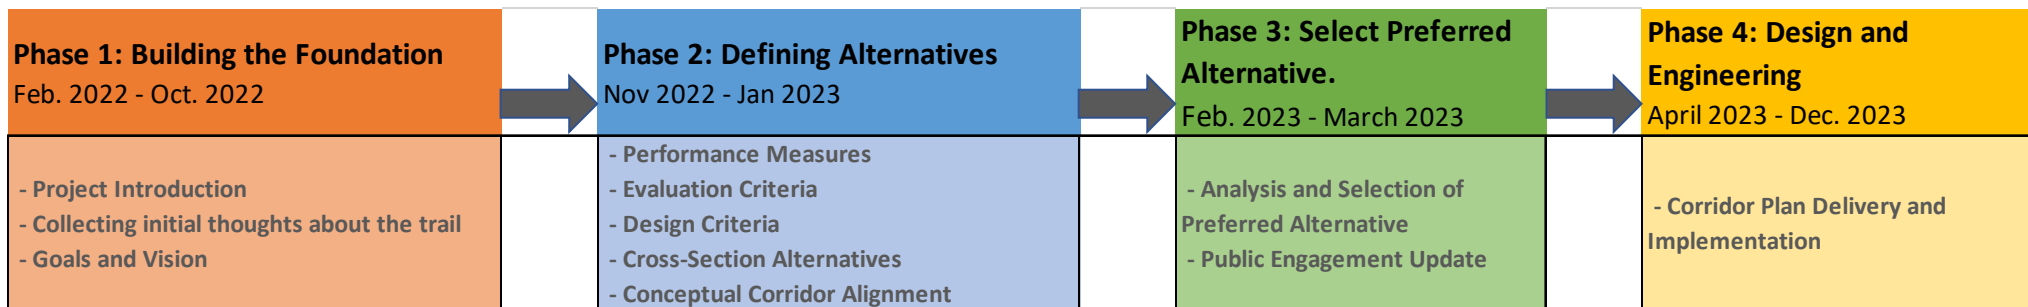 Phase 1: Building the Foundation
Feb. 2022 - Oct. 2022
- Project Introduction
- Collecting initial thoughts about the trail
- Goals and Vision
Phase 2: Defining Alternatives
Nov 2022 - Jan 2023
- Performance Measures
- Evaluation Criteria
- Design Criteria
- Cross-Section Alternatives
- Conceptual Corridor Alignment
Phase 3: Select Preferred
Alternative.
Feb. 2023 - March 2023
- Analysis and Selection of
Preferred Alternative
- Public Engagement Update
Phase 4: Design and
Engineering
April 2023 - Dec. 2023
- Corridor Plan Delivery and
Implementation